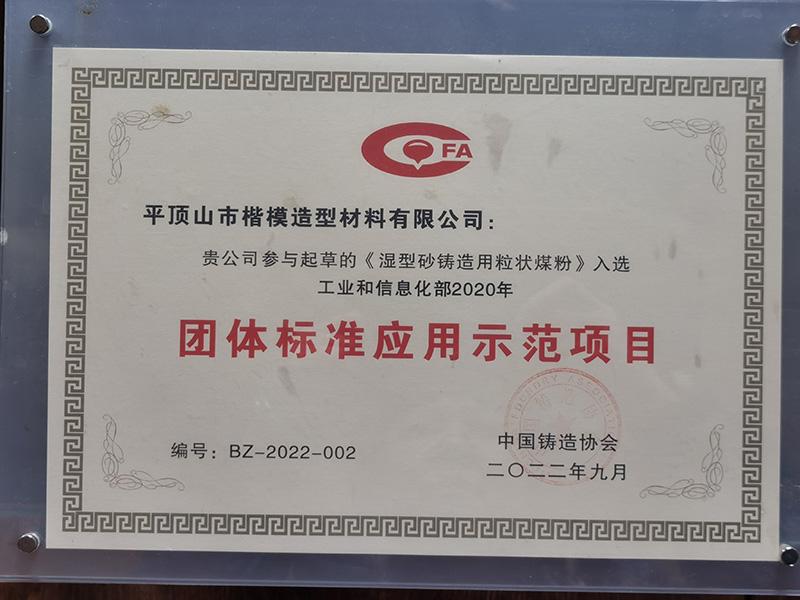 FA
平顶山市楷模造型材料有限公司：
贵公司参与起草的《湿型砂铸造用粒状煤粉》入选
工业和信息化部2020年
团体标准应用示范项目
FOUNDRY ASSOCIATION
编号：BZ-2022-002
中国铸造协会
二〇二二年九月